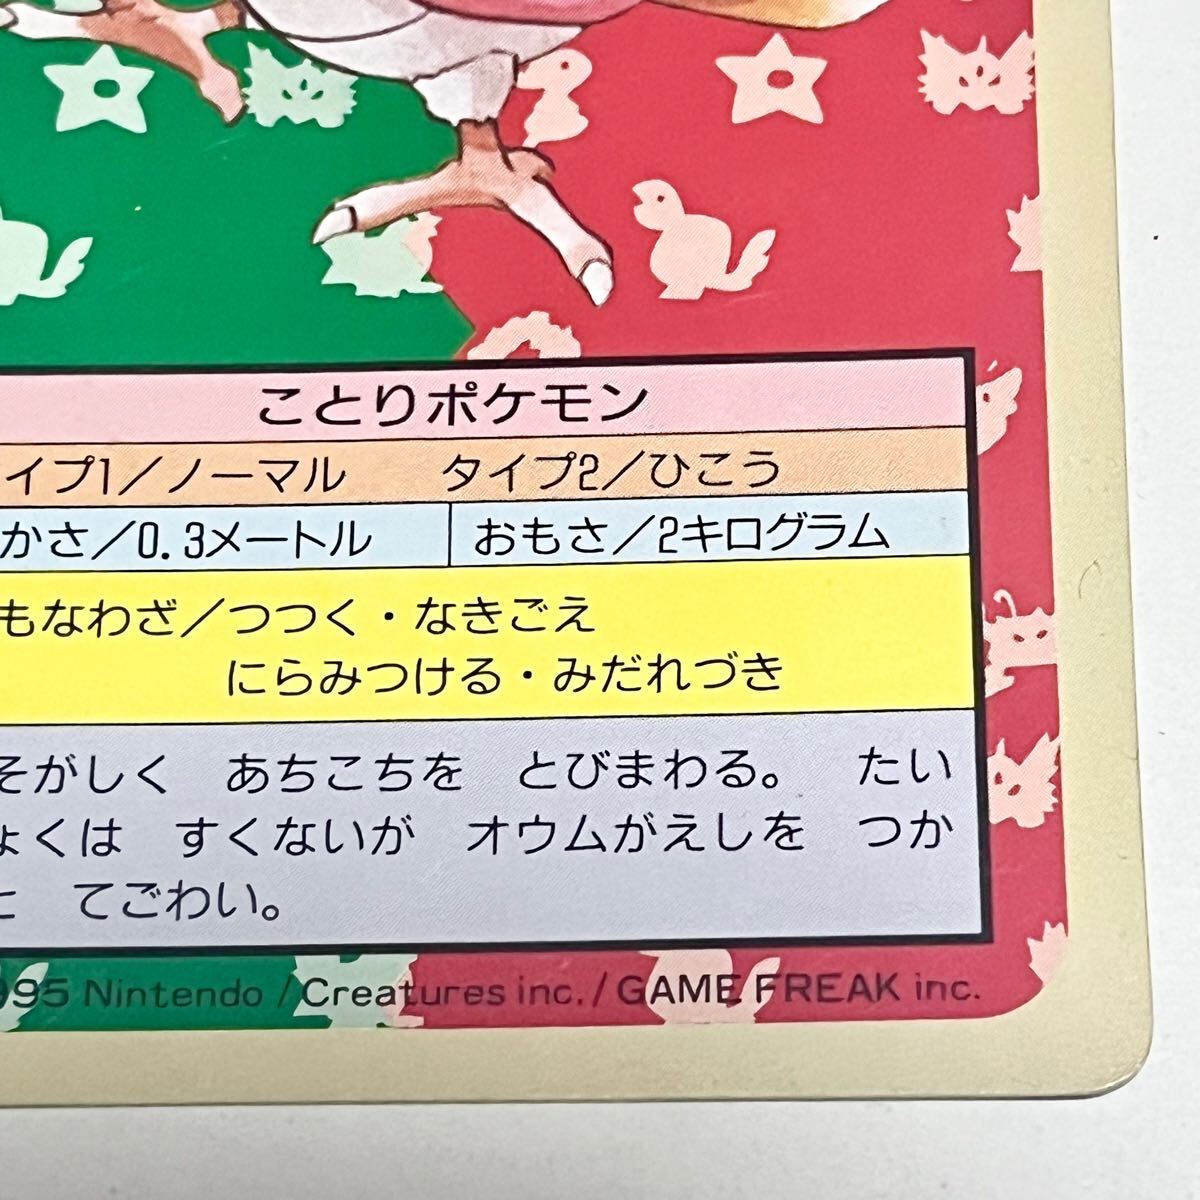 ことりポケモン
イプ1/ノーマル　タイプ2/ひこう
かさ/0.3メートル　おもさ/2キログラム
もなわざ/つつく・なきごえ
にらみつける・みだれづき
そがしく　あちこちを　とびまわる。　たい
ょくは　すくないが　オウムがえしを　つか
と　てごわい。
995 Nintendo /Creatures inc./GAME FREAK inc.